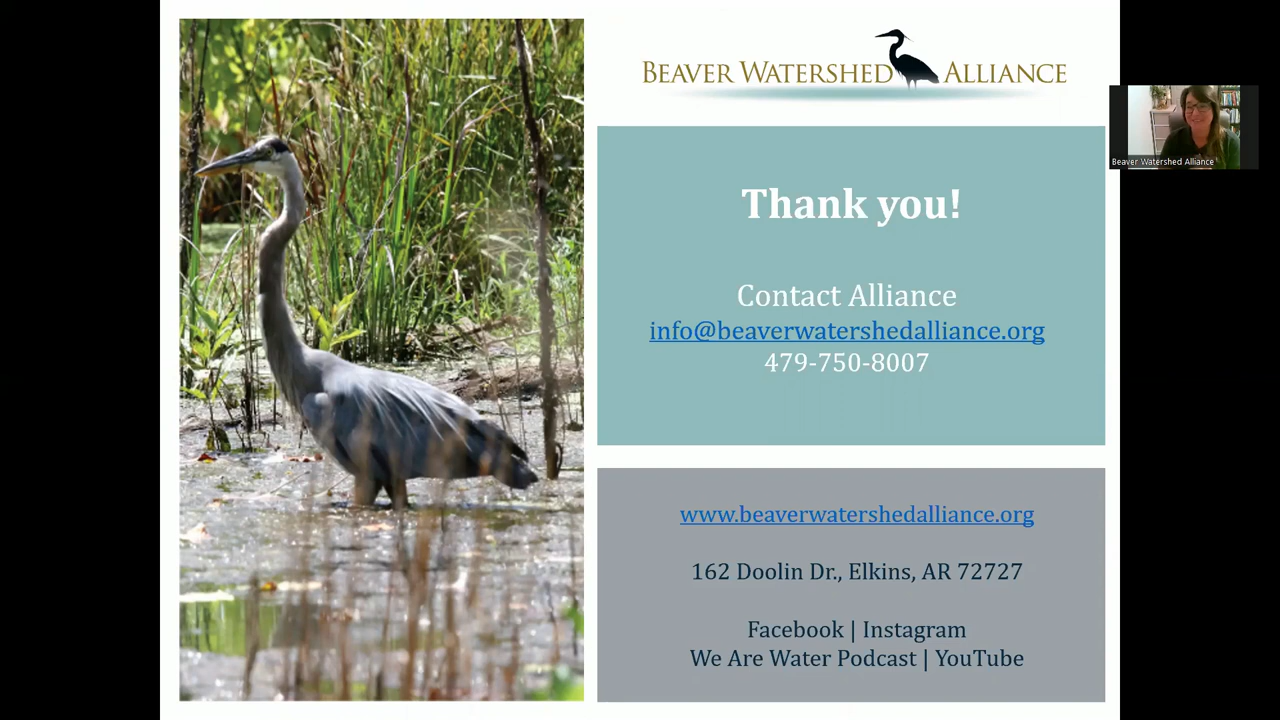 BEAVER WATERSHED ALLIANCE
Thank you!
Contact Alliance
info@beaverwatershedalliance.org
479-750-8007
www.beaverwatershedalliance.org
162 Doolin Dr., Elkins, AR 72727
Facebook | Instagram
We Are Water Podcast | YouTube
Beaver Watershed Alliance